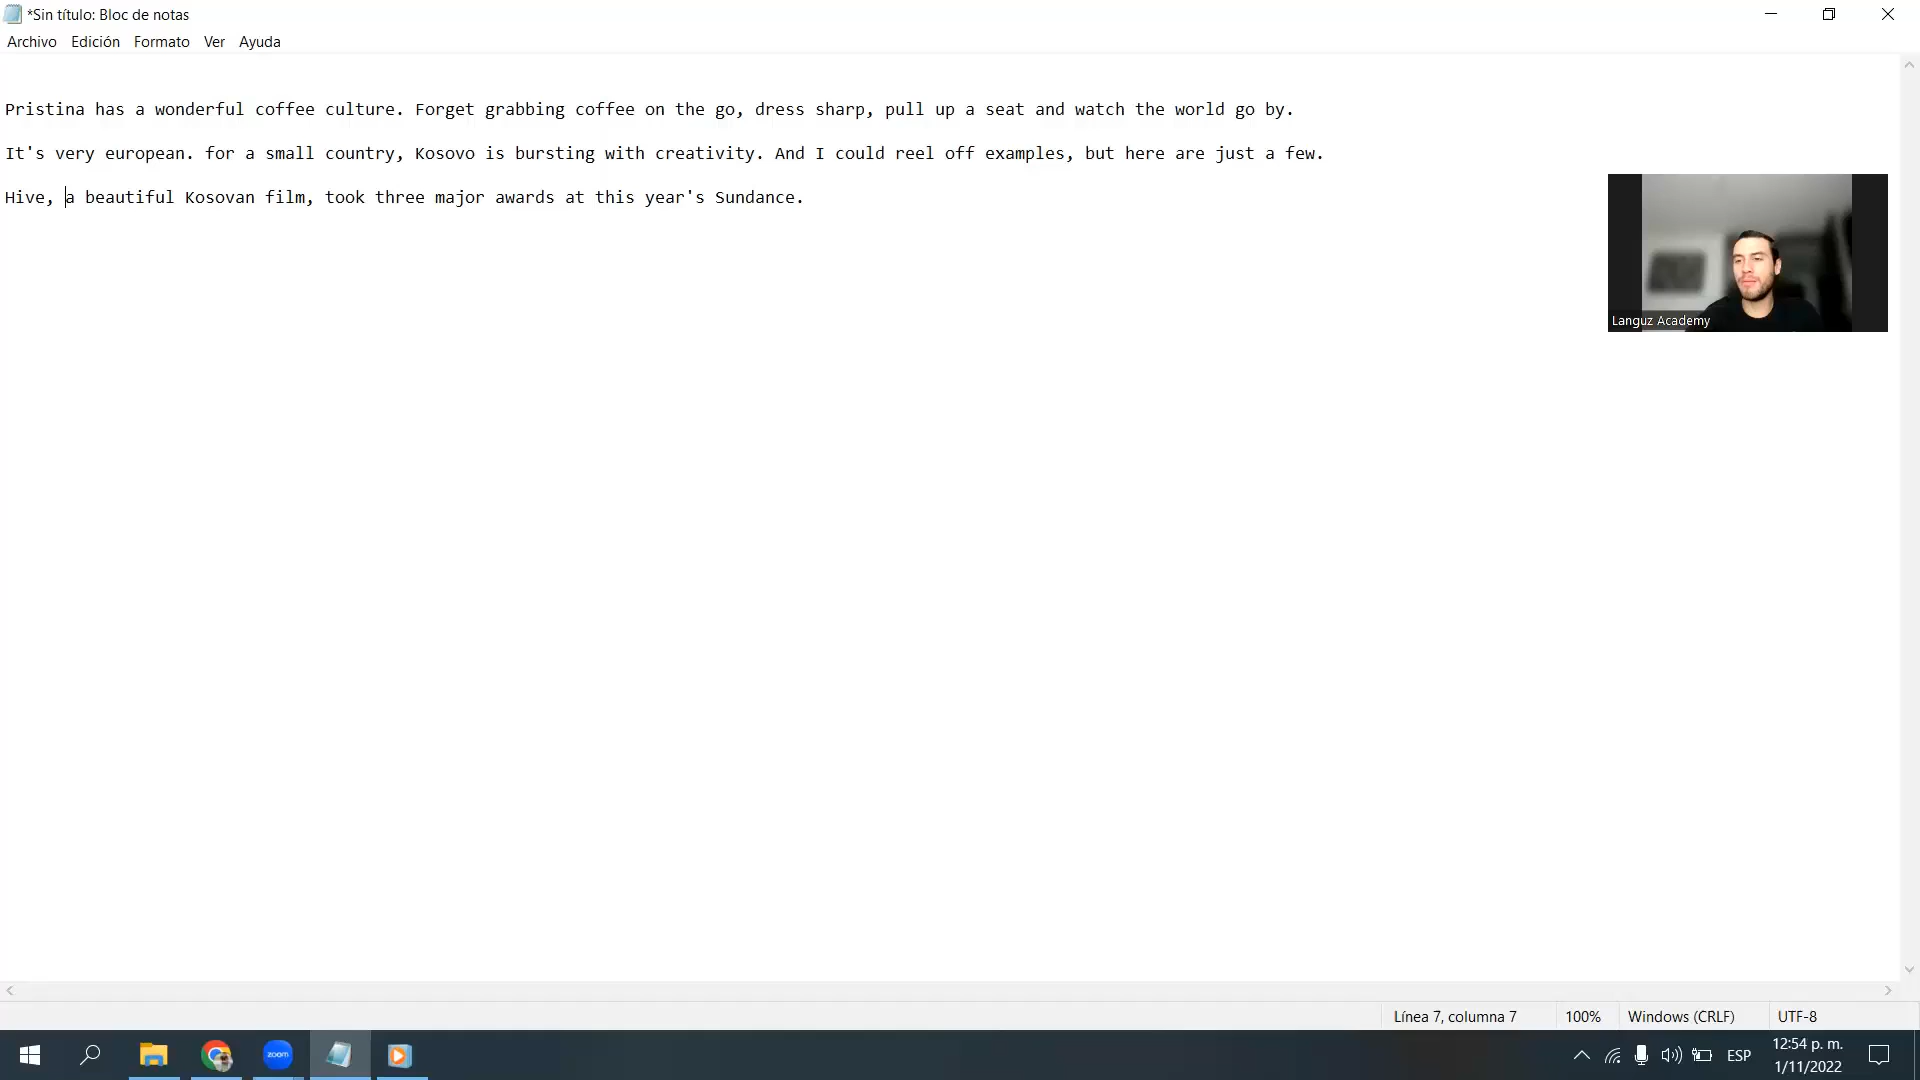 *Sin título: Bloc de notas
Archivo Edición Formato Ver Ayuda
Pristina has a wonderful coffee culture. Forget grabbing coffee on the go, dress sharp, pull up a seat and watch the world go by.
It's very european. for a small country, Kosovo is bursting with creativity. And I could reel off examples, but here are just a few.
Hive, a beautiful Kosovan film, took three major awards at this year's Sundance.
Languz Academy
Línea 7, columna 7 100% Windows (CRLF) UTF-8
zoom ESP 12:54 p. m.
1/11/2022